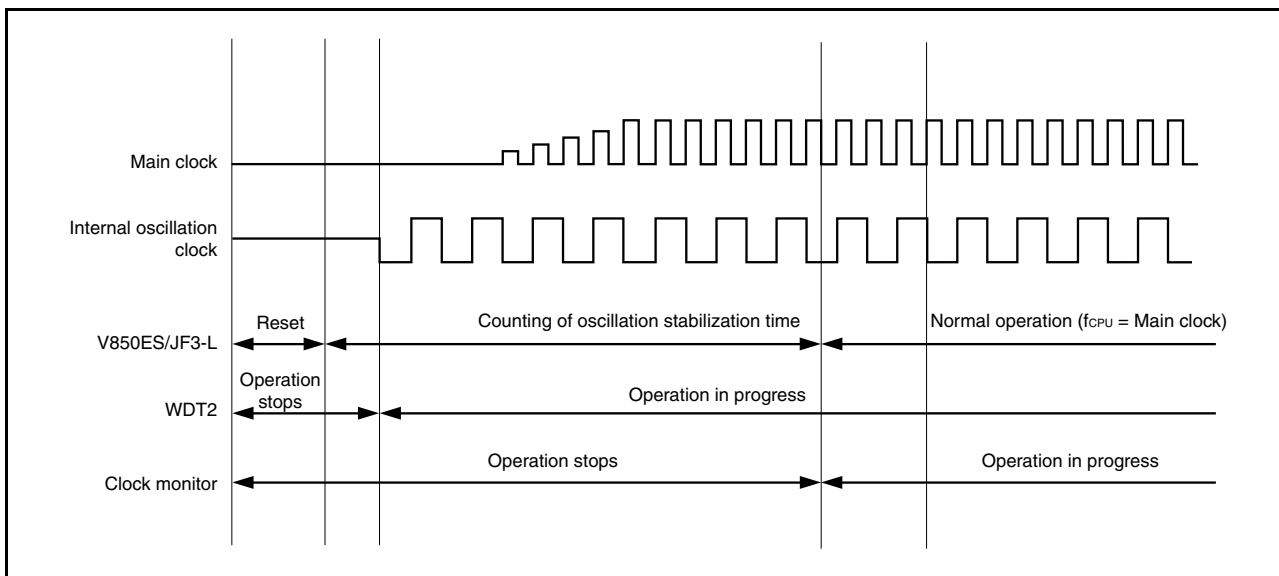 Main clock
Internal oscillation
clock
V850ES/JF3-L
Reset
Counting of oscillation stabilization time
Normal operation (fCPU = Main clock)
WDT2
Operation
stops
Operation in progress
Clock monitor
Operation stops
Operation in progress